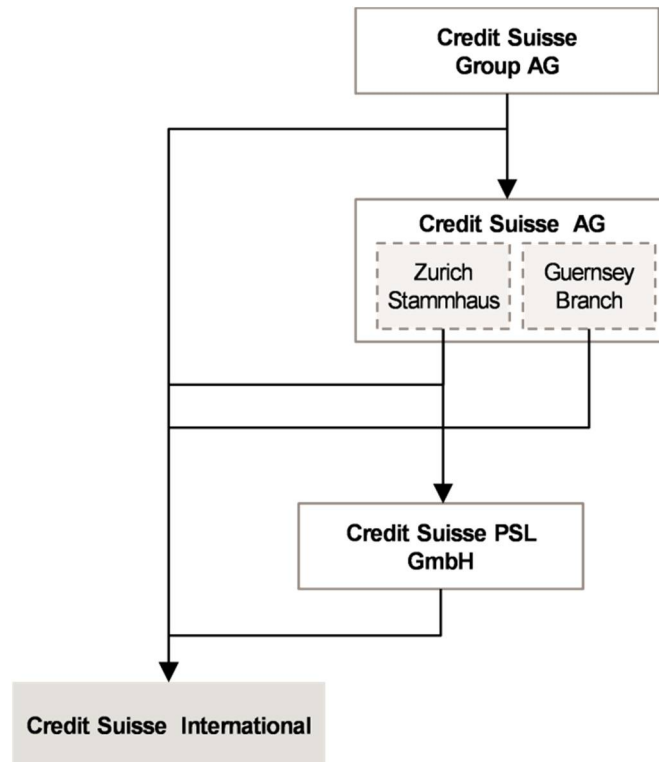 Credit Suisse
Group AG
Credit Suisse AG
Zurich
Stammhaus
Guernsey
Branch
Credit Suisse PSL
GmbH
Credit Suisse International